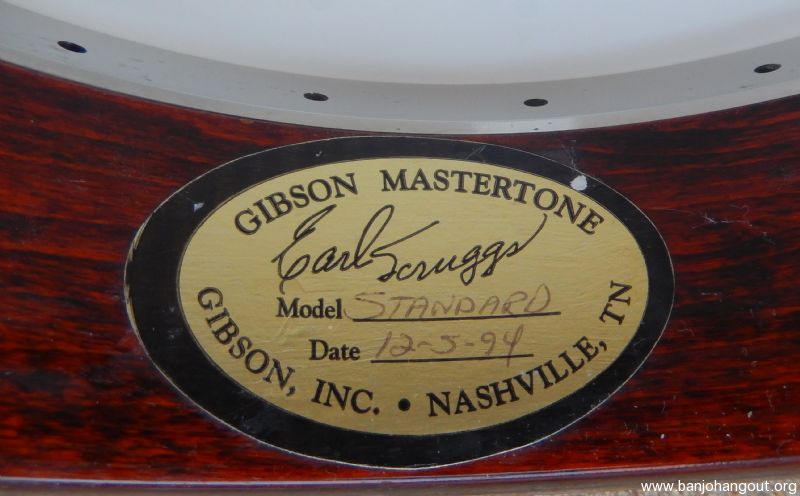 GIBSON MASTERTONE
Earl Scruggs
Model STANDARD
Date 12-5-94
GIBSON, INC. • NASHVILLE, TN
www.banjohangout.org